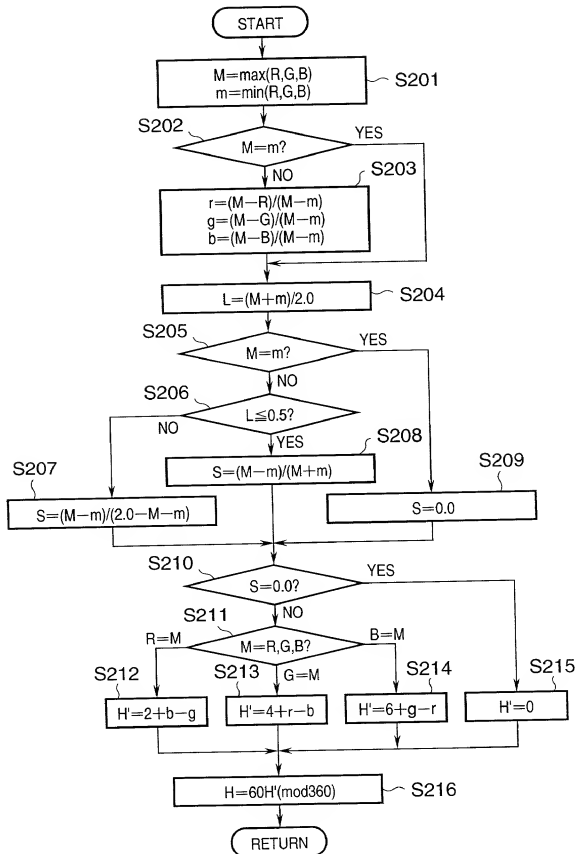 START
M=max(R,G,B)
m=min(R,G,B)
S201
S202
M=m?
YES
NO
S203
r=(M−R)/(M−m)
g=(M−G)/(M−m)
b=(M−B)/(M−m)
L=(M+m)/2.0
S204
S205
M=m?
YES
NO
S206
L≦0.5?
NO
YES
S208
S=(M−m)/(M+m)
S207
S=(M−m)/(2.0−M−m)
S209
S=0.0
S210
S=0.0?
YES
NO
S211
M=R,G,B?
R=M
B=M
G=M
S212
H'=2+b−g
S213
H'=4+r−b
S214
H'=6+g−r
S215
H'=0
H=60H'(mod360)
S216
RETURN